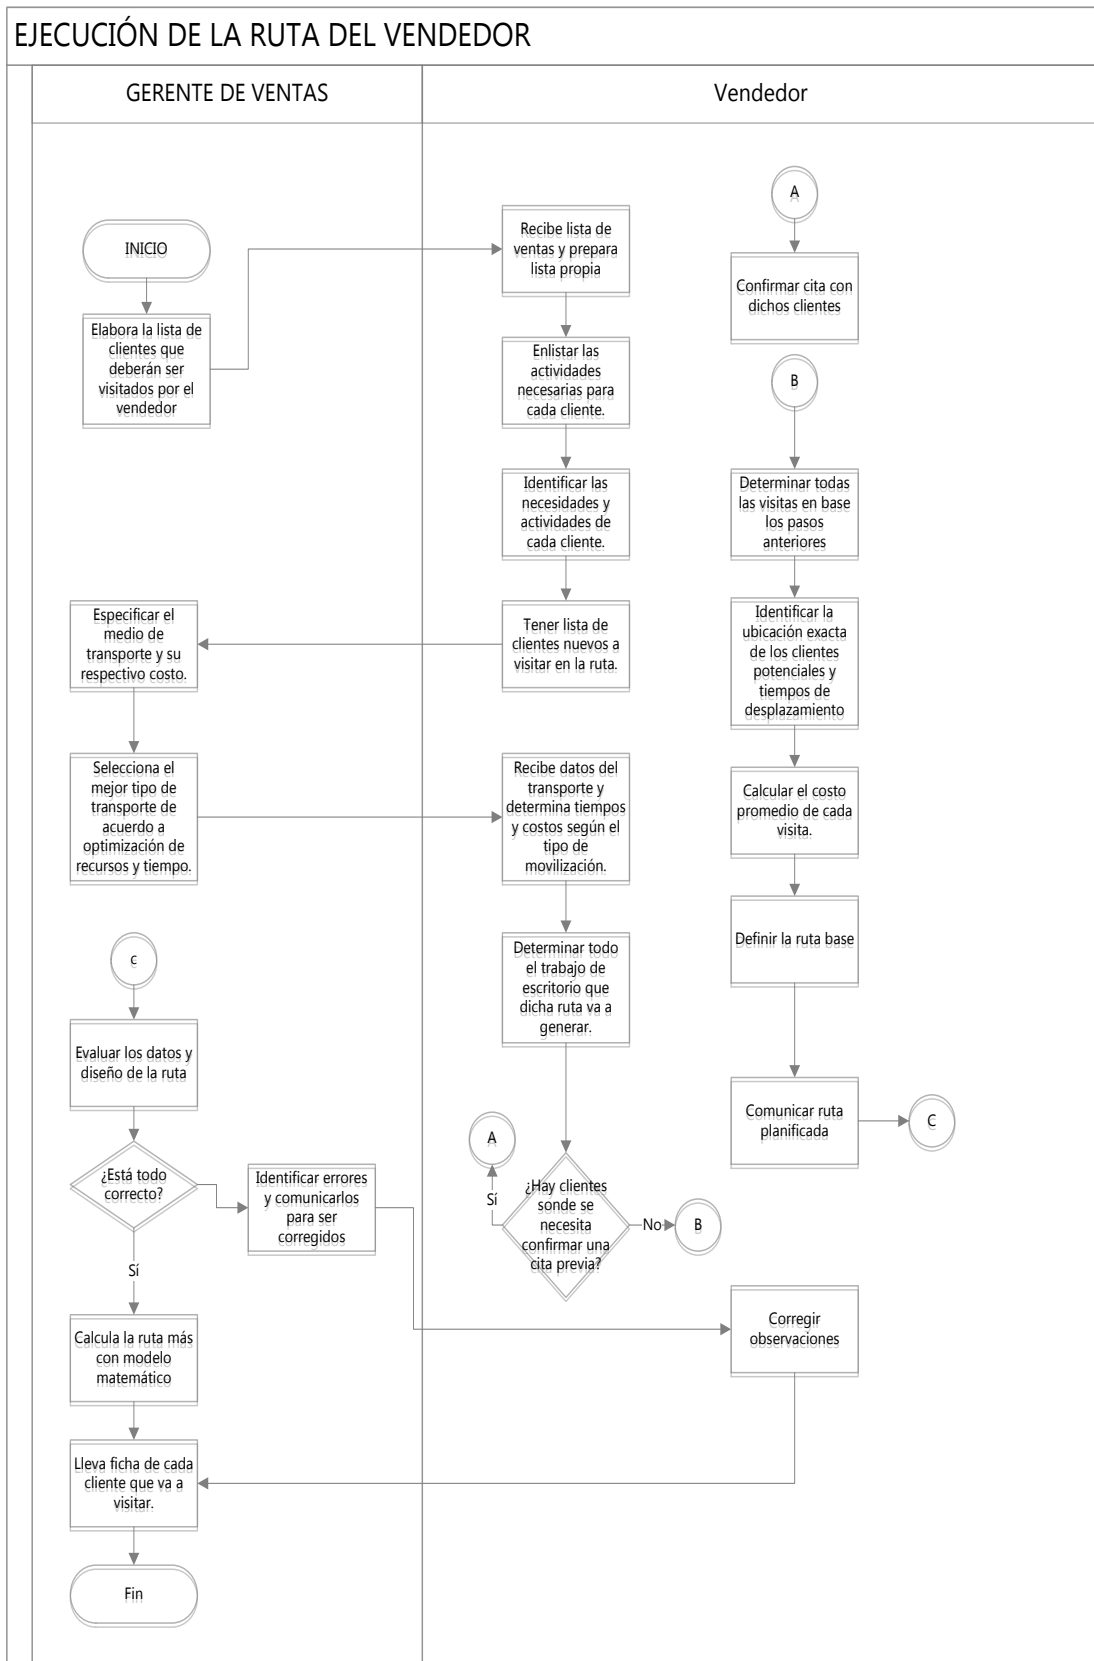 EJECUCIÓN DE LA RUTA DEL VENDEDOR
GERENTE DE VENTAS
Vendedor
INICIO
Elabora la lista de
clientes que
deberán ser
visitados por el
vendedor
Recibe lista de
ventas y prepara
lista propia
Enlistar las
actividades
necesarias para
cada cliente.
Identificar las
necesidades y
actividades de
cada cliente.
Tener lista de
clientes nuevos a
visitar en la ruta.
Especificar el
medio de
transporte y su
respectivo costo.
Selecciona el
mejor tipo de
transporte de
acuerdo a
optimización de
recursos y tiempo.
Recibe datos del
transporte y
determina tiempos
y costos según el
tipo de
movilización.
Determinar todo
el trabajo de
escritorio que
dicha ruta va a
generar.
¿Hay clientes
sonde se
necesita
confirmar una
cita previa?
Sí
A
No
B
A
Confirmar cita con
dichos clientes
B
Determinar todas
las visitas en base
los pasos
anteriores
Identificar la
ubicación exacta
de los clientes
potenciales y
tiempos de
desplazamiento
Calcular el costo
promedio de cada
visita.
Definir la ruta base
Comunicar ruta
planificada
C
c
Evaluar los datos y
diseño de la ruta
¿Está todo
correcto?
Identificar errores
y comunicarlos
para ser
corregidos
Corregir
observaciones
Sí
Calcula la ruta más
con modelo
matemático
Lleva ficha de cada
cliente que va a
visitar.
Fin